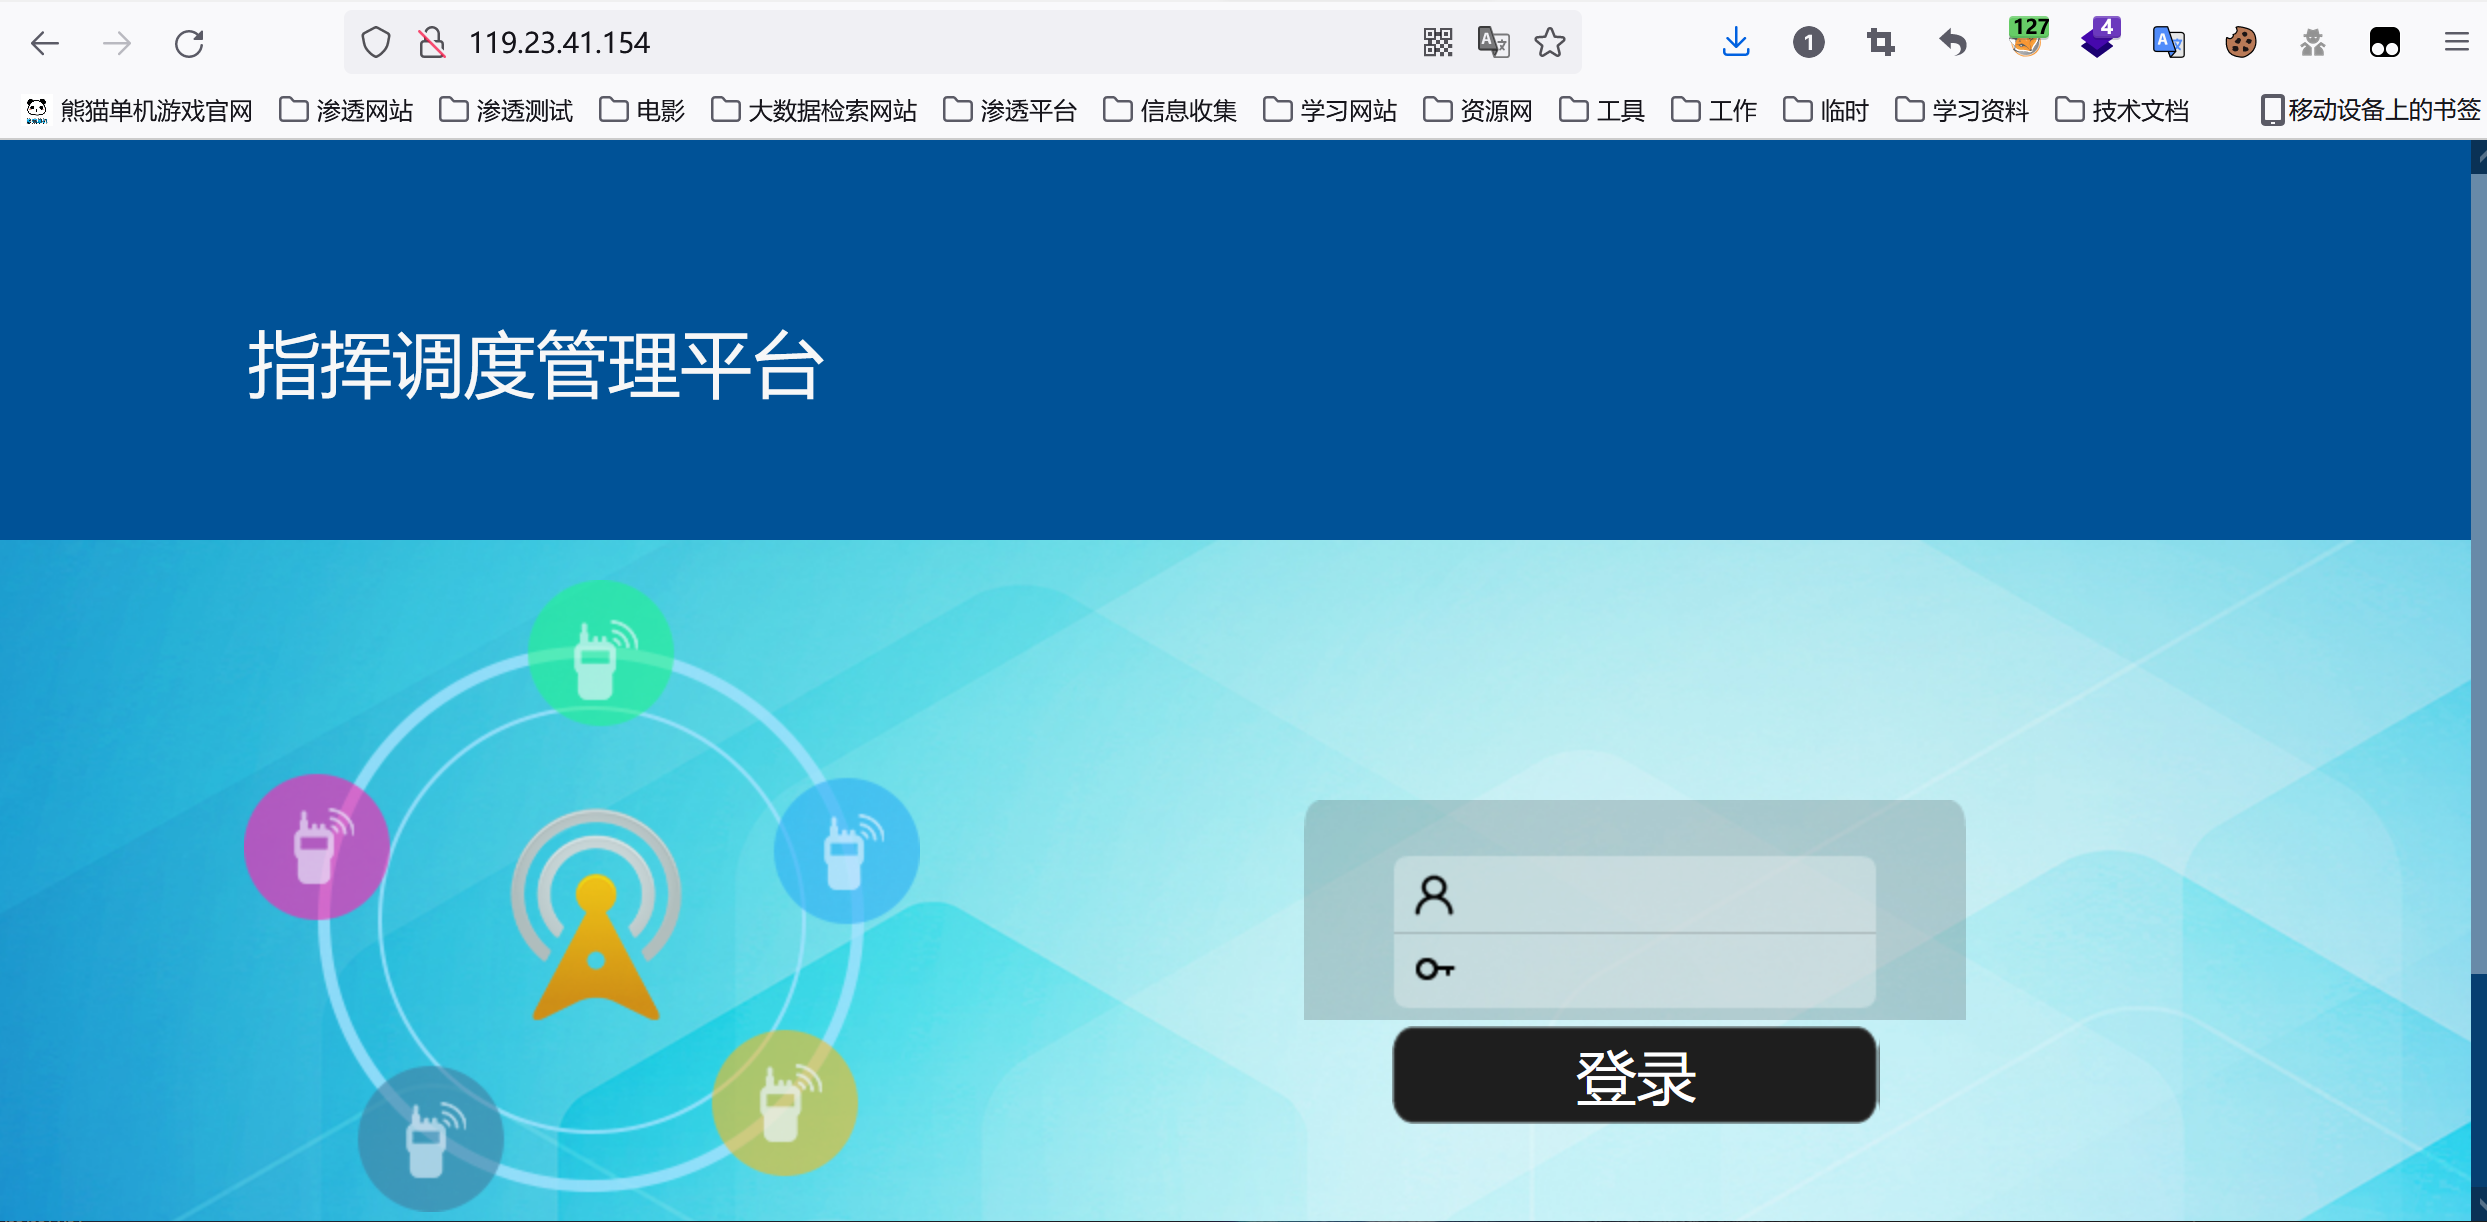 119.23.41.154
1
127
4
熊猫单机游戏官网 渗透网站 渗透测试 电影 大数据检索网站 渗透平台 信息收集 学习网站 资源网 工具 工作 临时 学习资料 技术文档 移动设备上的书签
指挥调度管理平台
登录